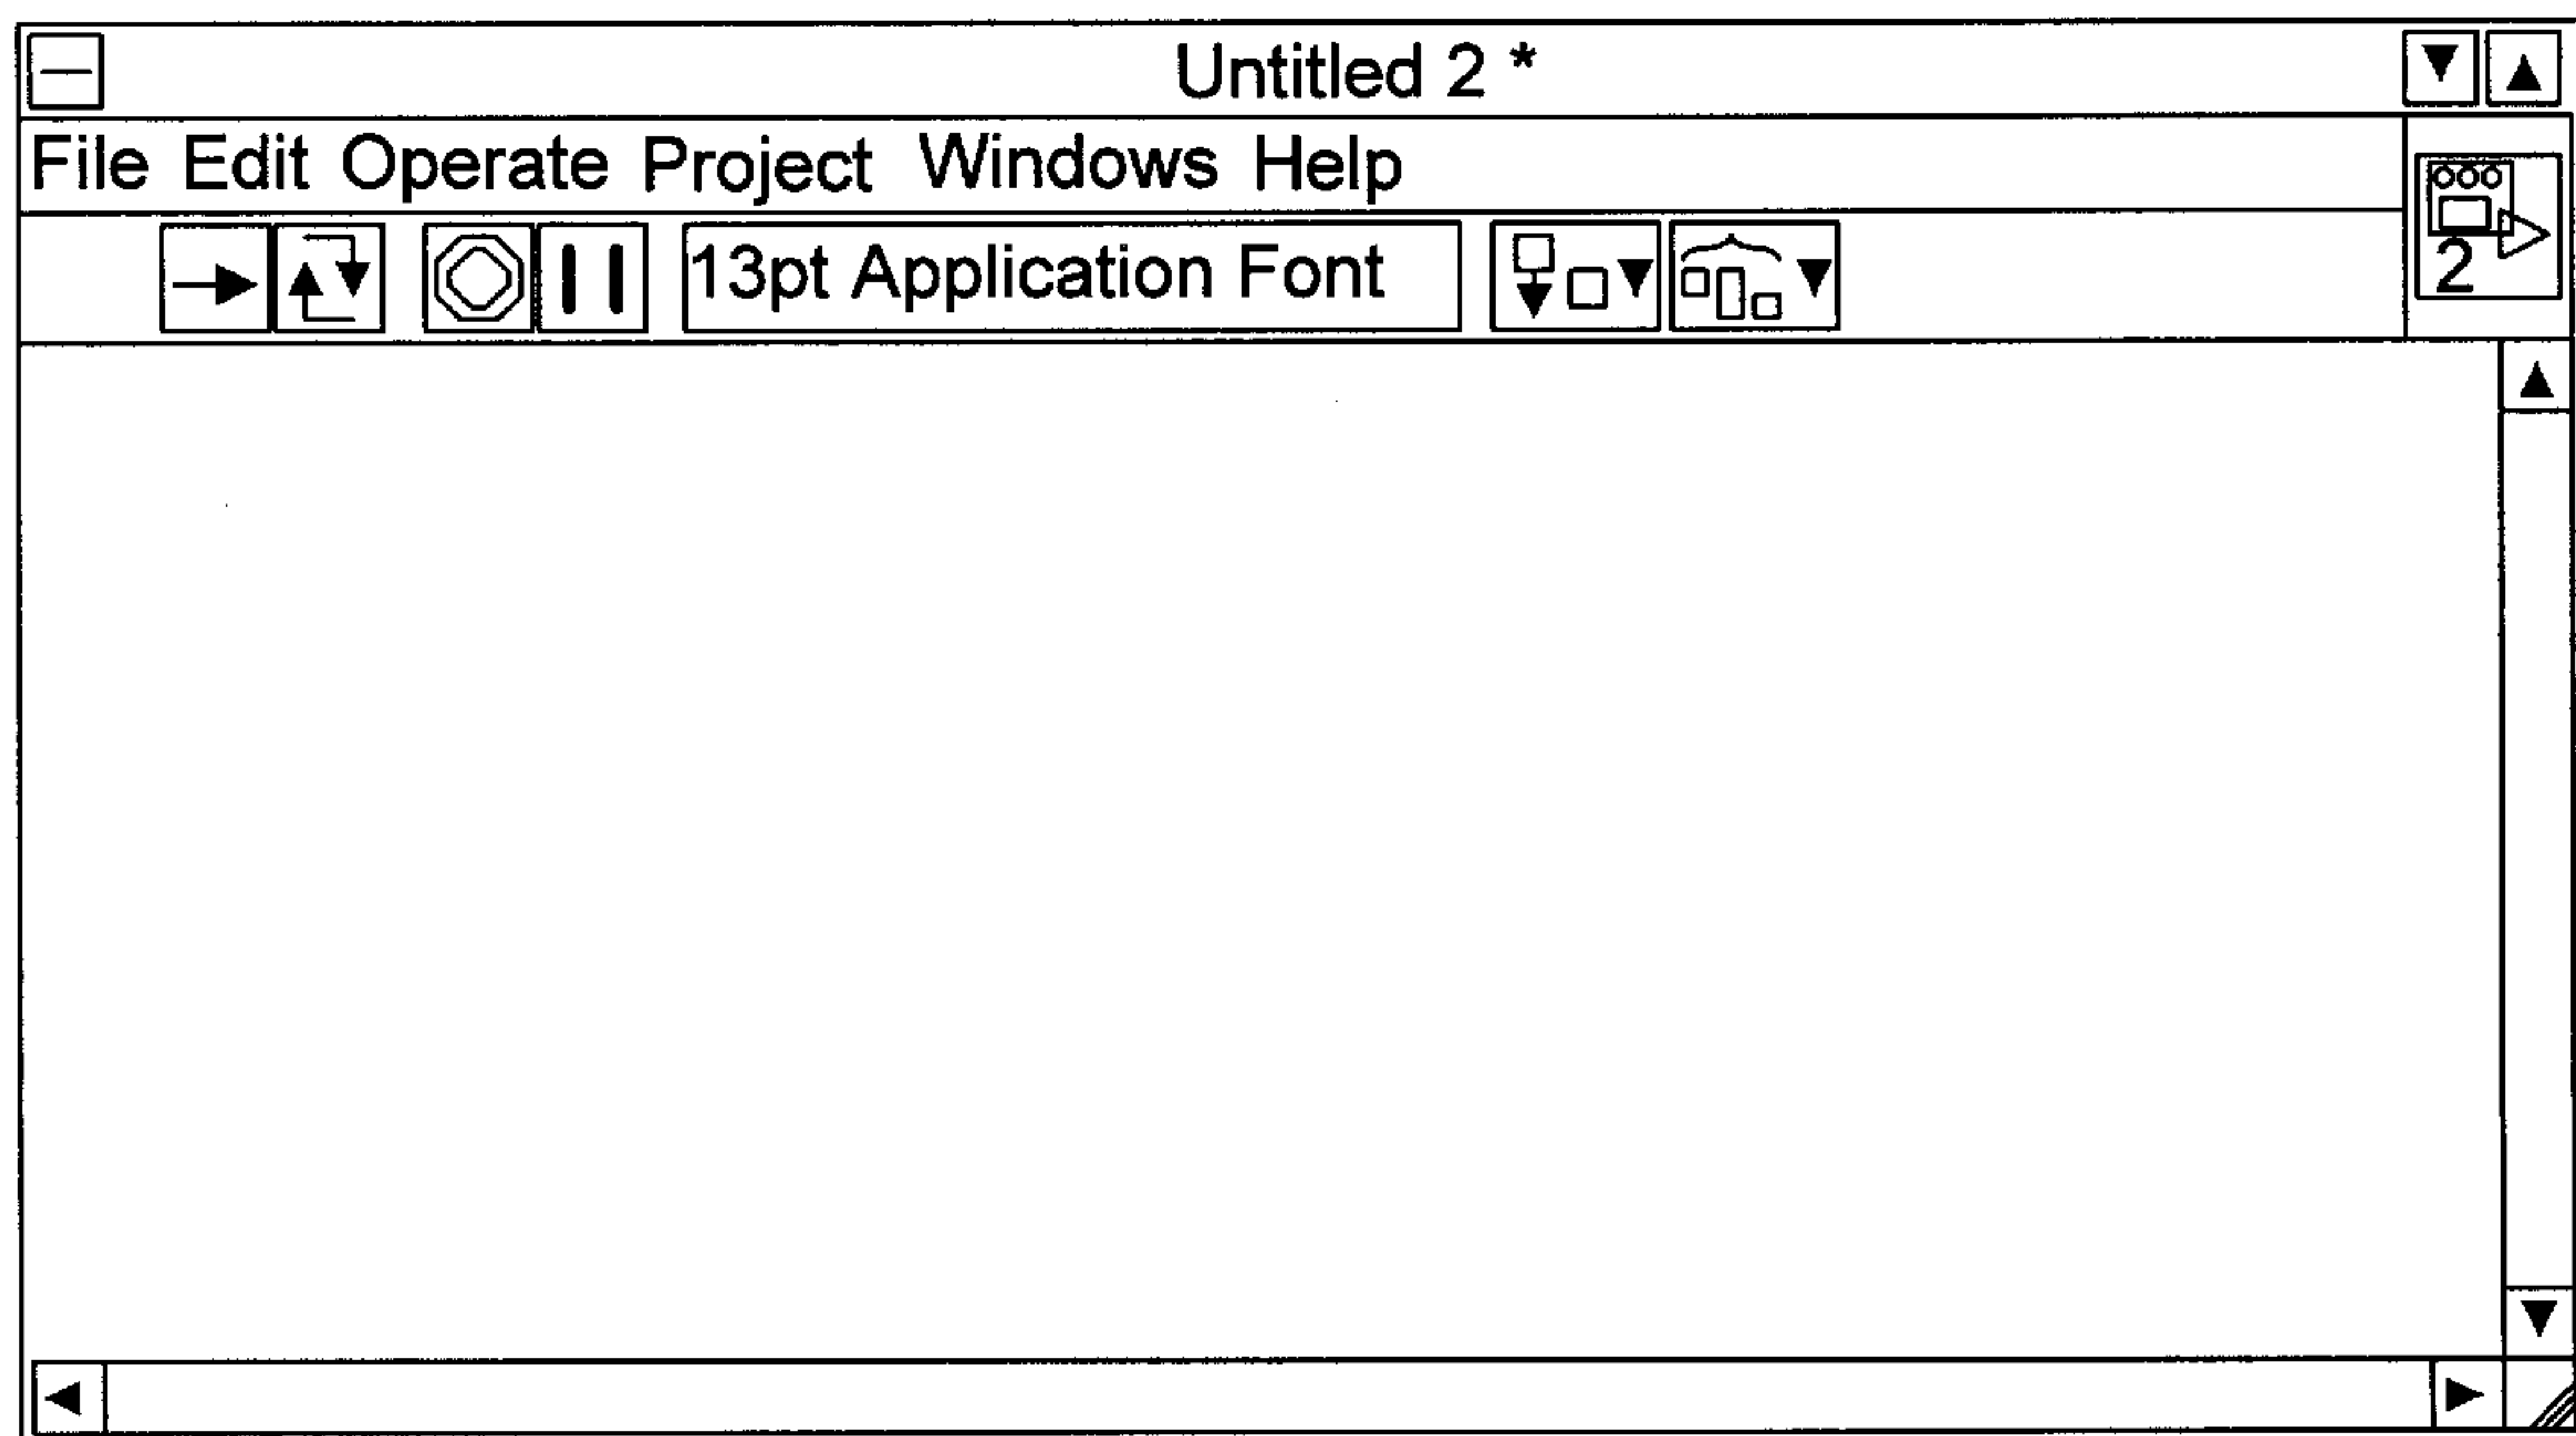 Untitled 2 *
File Edit Operate Project Windows Help
13pt Application Font
2